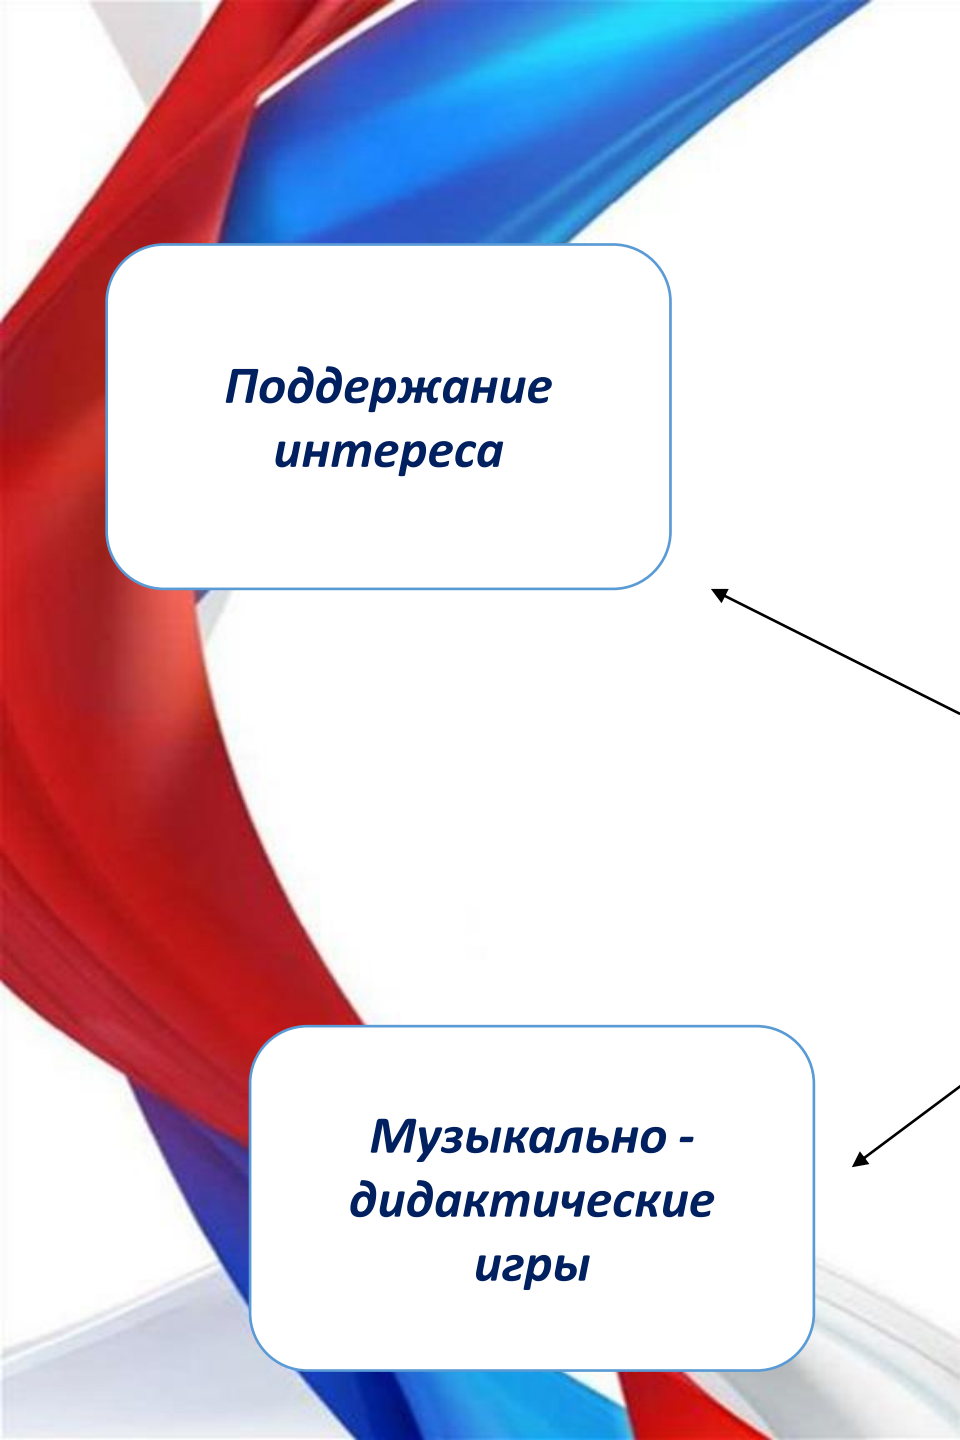 Поддержание
интереса
Музыкально -
дидактические
игры